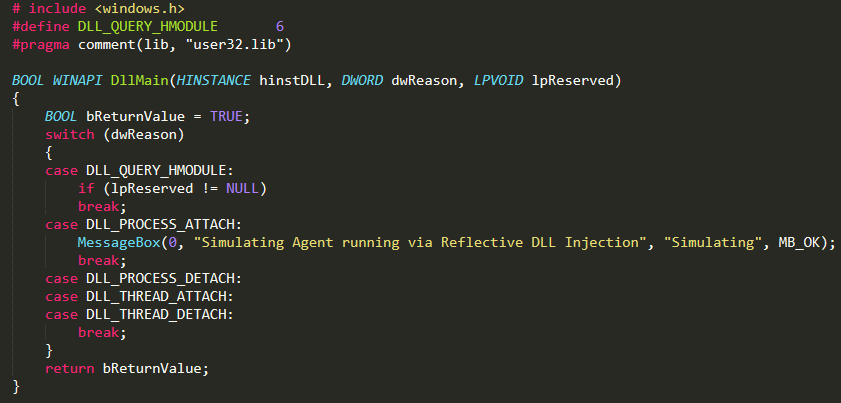 # include <windows.h>
#define DLL_QUERY_HMODULE       6
#pragma comment(lib, "user32.lib")

BOOL WINAPI DllMain(HINSTANCE hinstDLL, DWORD dwReason, LPVOID lpReserved)
{
    BOOL bReturnValue = TRUE;
    switch (dwReason)
    {
    case DLL_QUERY_HMODULE:
        if (lpReserved != NULL)
        break;
    case DLL_PROCESS_ATTACH:
        MessageBox(0, "Simulating Agent running via Reflective DLL Injection", "Simulating", MB_OK);
        break;
    case DLL_PROCESS_DETACH:
    case DLL_THREAD_ATTACH:
    case DLL_THREAD_DETACH:
        break;
    }
    return bReturnValue;
}